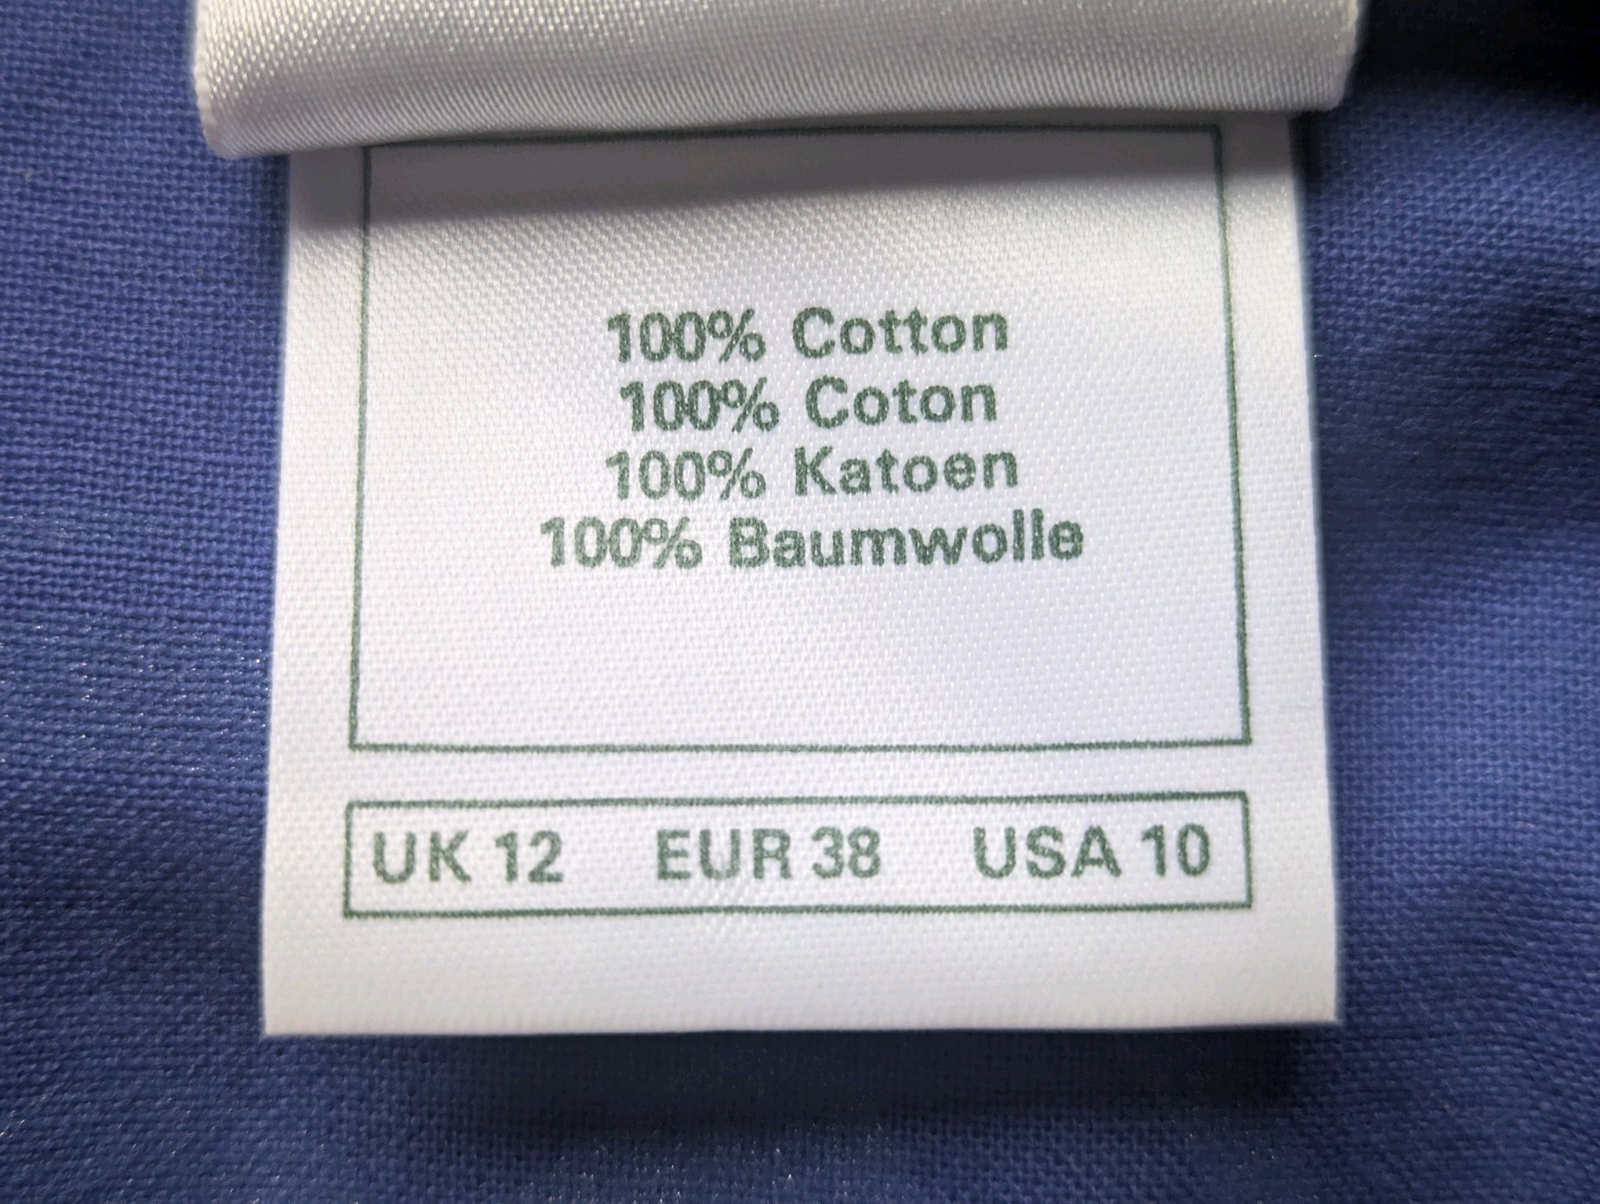 100% Cotton
100% Coton
100% Katoen
100% Baumwolle
UK 12 EUR 38 USA 10